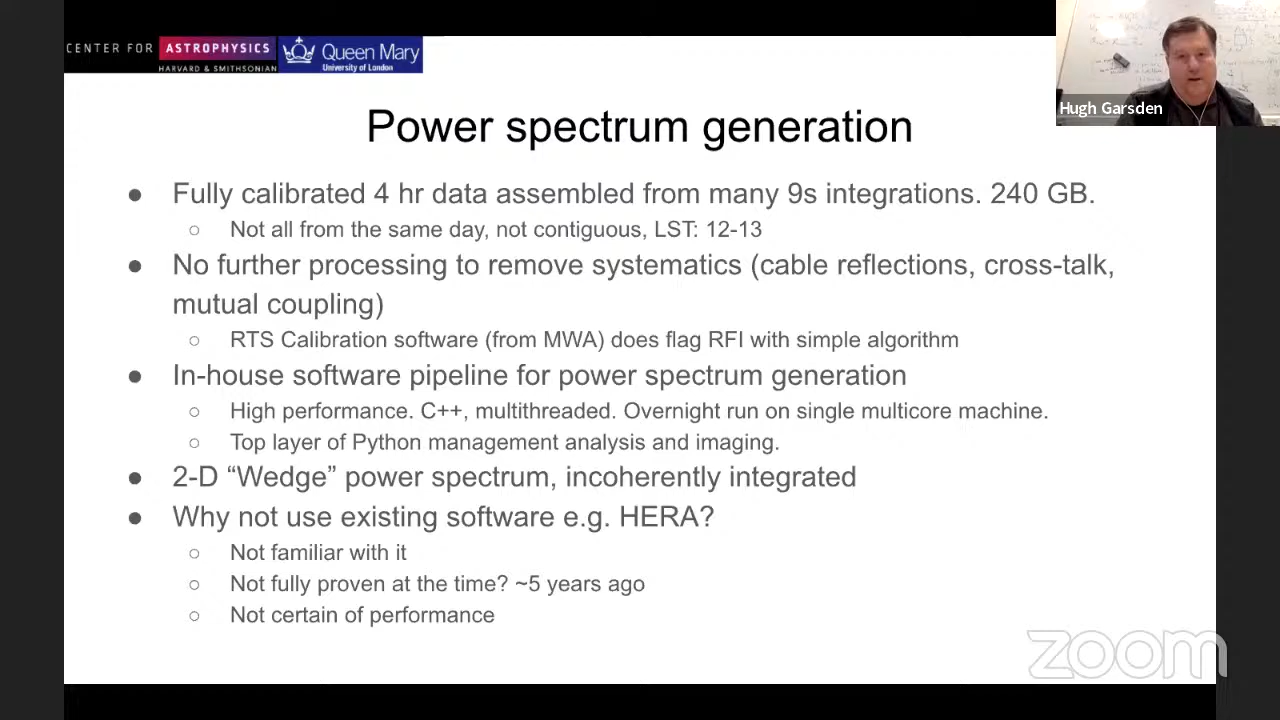 CENTER FOR ASTROPHYSICS
HARVARD & SMITHSONIAN
Queen Mary
University of London
Hugh Garsden
Power spectrum generation
● Fully calibrated 4 hr data assembled from many 9s integrations. 240 GB.
○ Not all from the same day, not contiguous, LST: 12-13
● No further processing to remove systematics (cable reflections, cross-talk,
mutual coupling)
○ RTS Calibration software (from MWA) does flag RFI with simple algorithm
● In-house software pipeline for power spectrum generation
○ High performance. C++, multithreaded. Overnight run on single multicore machine.
○ Top layer of Python management analysis and imaging.
● 2-D “Wedge” power spectrum, incoherently integrated
● Why not use existing software e.g. HERA?
○ Not familiar with it
○ Not fully proven at the time? ~5 years ago
○ Not certain of performance
zoom